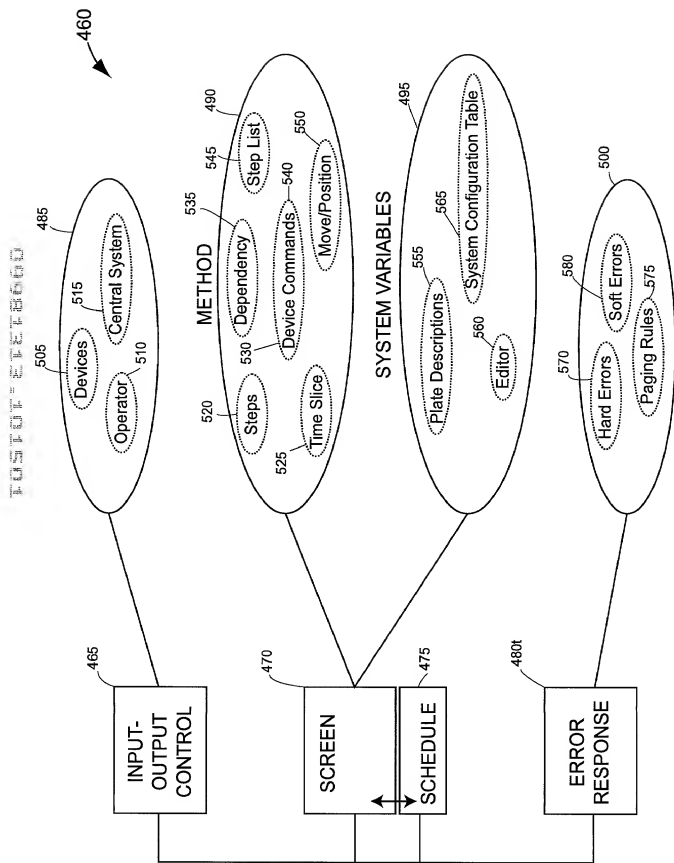 460
485
505
Devices
Central System
515
Operator
510
465
INPUT-
OUTPUT
CONTROL
METHOD
490
545
Step List
550
Move/Position
535
Dependency
540
Device Commands
530
520
Steps
525
Time Slice
470
SCREEN
475
SCHEDULE
SYSTEM VARIABLES
495
555
Plate Descriptions
565
System Configuration Table
560
Editor
480t
ERROR
RESPONSE
500
570
Hard Errors
580
Soft Errors
Paging Rules
575